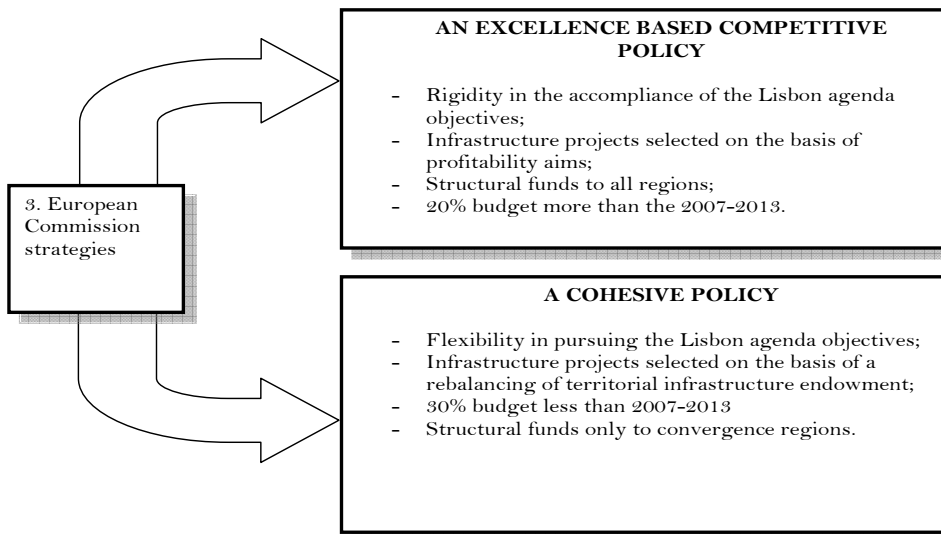 AN EXCELLENCE BASED COMPETITIVE
POLICY
- Rigidity in the accompliance of the Lisbon agenda
objectives;
- Infrastructure projects selected on the basis of
profitability aims;
- Structural funds to all regions;
- 20% budget more than the 2007-2013.
3. European
Commission
strategies
A COHESIVE POLICY
- Flexibility in pursuing the Lisbon agenda objectives;
- Infrastructure projects selected on the basis of a
rebalancing of territorial infrastructure endowment;
- 30% budget less than 2007-2013
- Structural funds only to convergence regions.